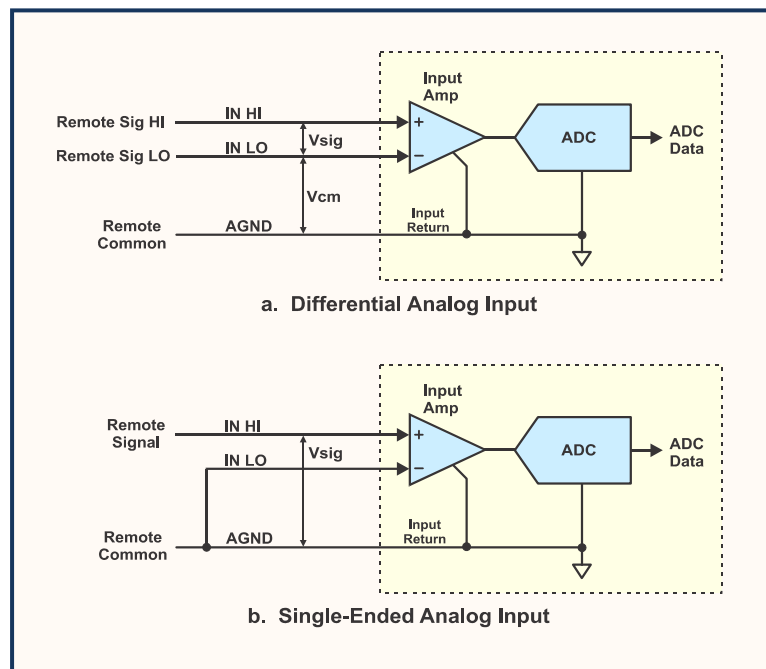 Input
Amp
Remote Sig HI
IN HI
+
Vsig
ADC
ADC
Data
Remote Sig LO
IN LO
−
Vcm
Remote
Common
AGND
Input
Return
a. Differential Analog Input
Input
Amp
Remote
Signal
IN HI
+
Vsig
ADC
ADC
Data
IN LO
−
Remote
Common
AGND
Input
Return
b. Single-Ended Analog Input